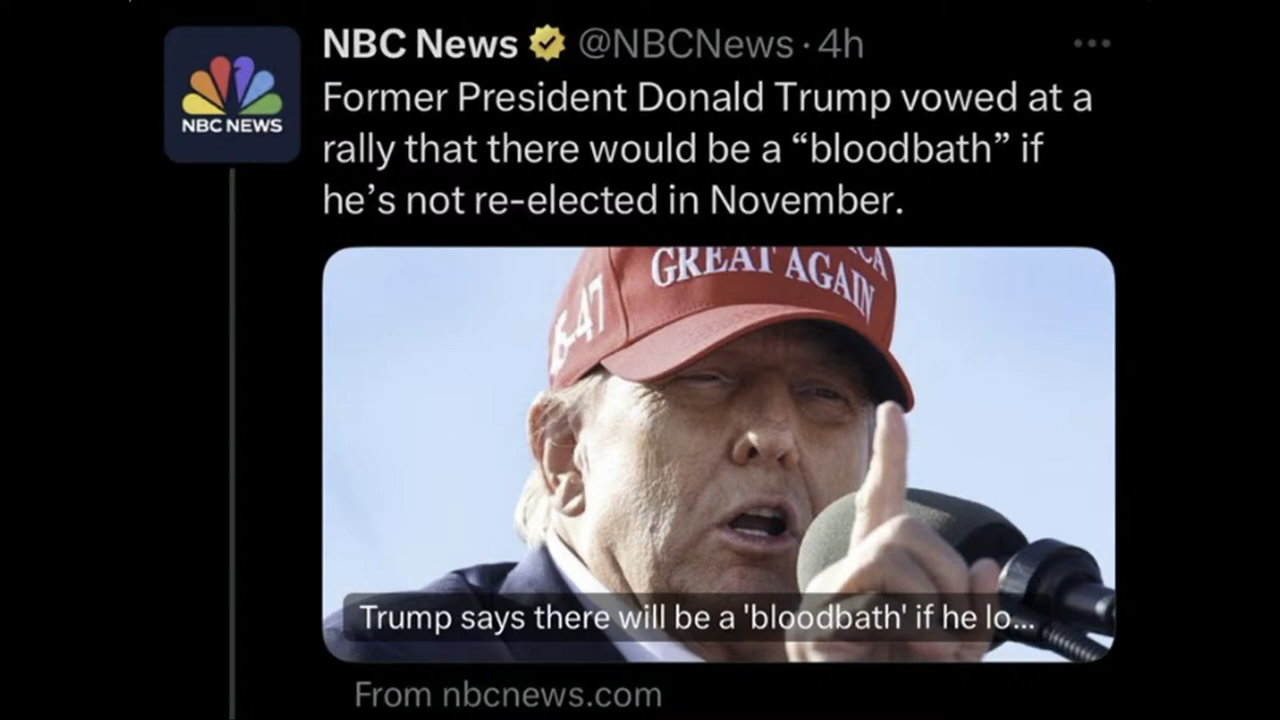 NBC News @NBCNews · 4h
NBC NEWS
Former President Donald Trump vowed at a
rally that there would be a “bloodbath” if
he’s not re-elected in November.
CA
GREAT AGAIN
-47
Trump says there will be a 'bloodbath' if he lo...
From nbcnews.com